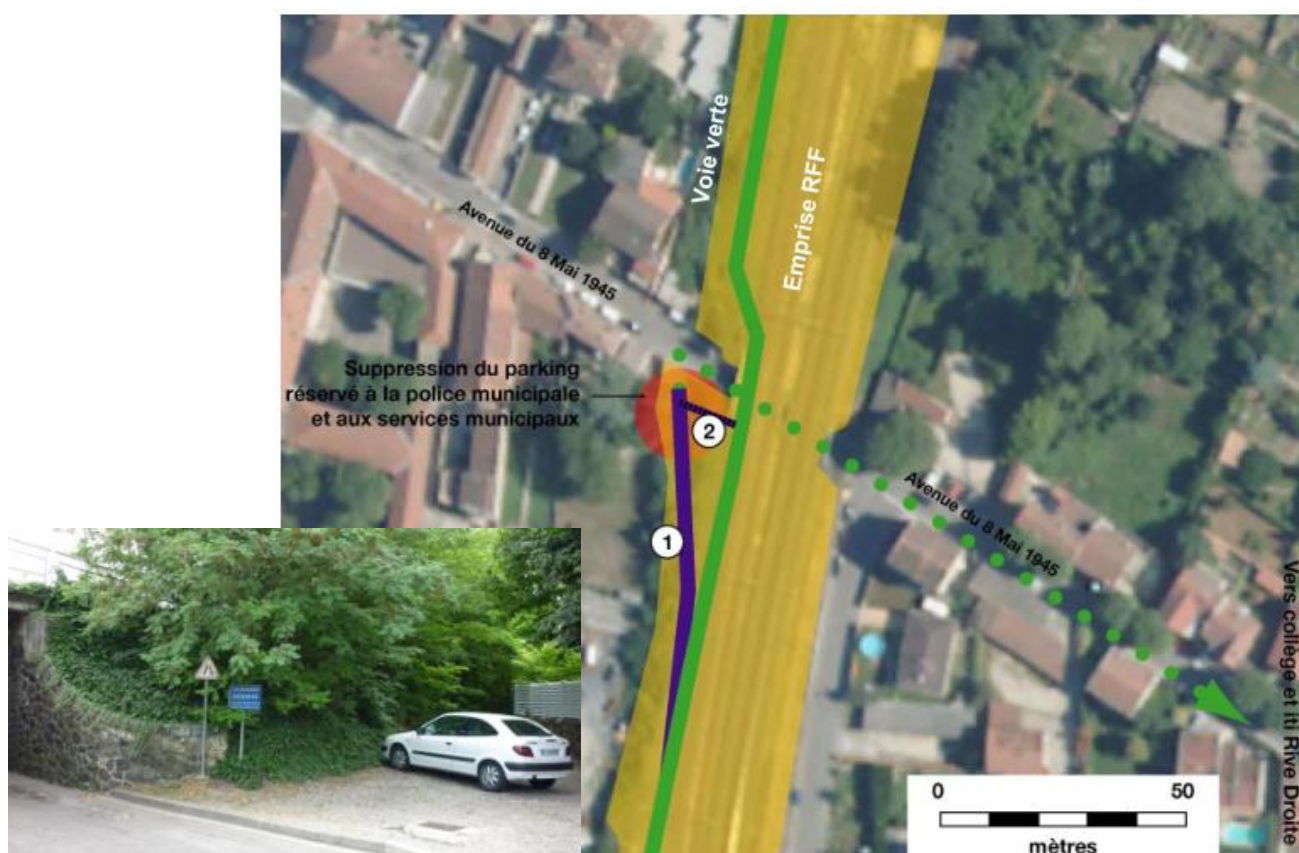 Voie verte
Emprise RFF
Avenue du 8 Mai 1945
Suppression du parking
réservé à la police municipale
et aux services municipaux
2
1
Avenue du 8 Mai 1945
Vers collège et iti Rive Droite
0 50
mètres